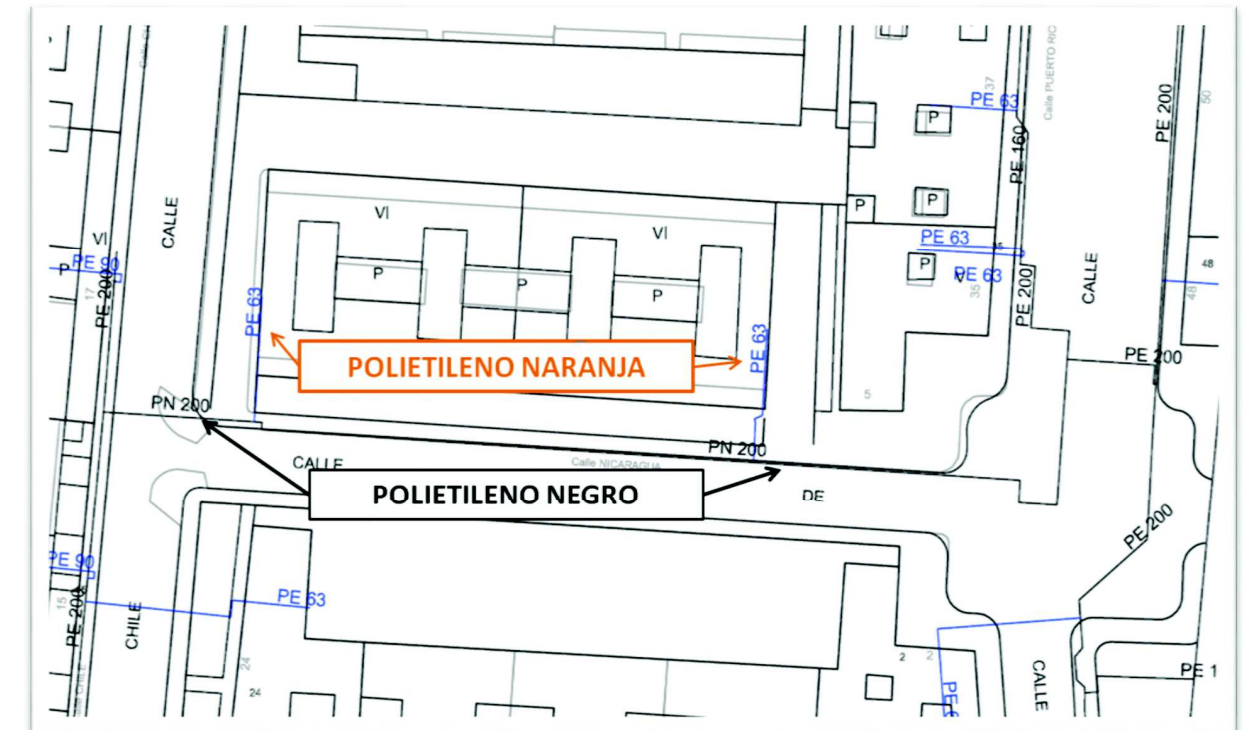 PE 63
37
Calle PUERTO RIC
PE 200
50
PE 160
P
P
P
CALLE
VI
VI
VI
PE 63
P
PE 90
P
P
P
P
PE 63
35
48
48
17
PE 200
PE 63
PE 63
PE 200
CALLE
POLIETILENO NARANJA
PE 200
5
PN 200
PN 200
CALLE
Calle NICARAGUA
POLIETILENO NEGRO
DE
PE 200
PE 90
PE 63
15
PE 200
CHILE
24
24
2
2
CALLE
PE 1